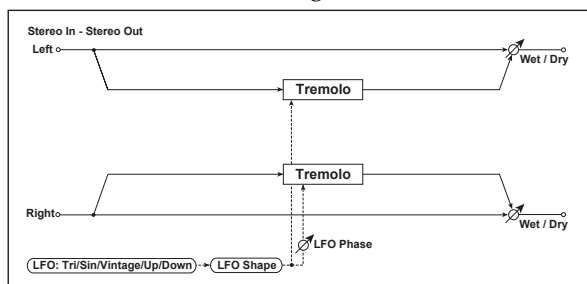 Stereo In - Stereo Out
Left
Wet / Dry
Tremolo
Tremolo
Right
Wet / Dry
LFO Phase
LFO: Tri/Sin/Vintage/Up/Down
LFO Shape